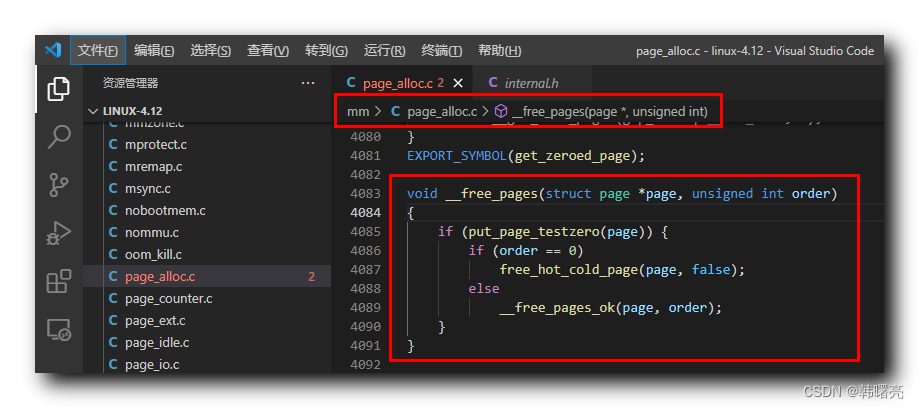 文件(F) 编辑(E) 选择(S) 查看(V) 转到(G) 运行(R) 终端(T) 帮助(H) page_alloc.c - linux-4.12 - Visual Studio Code
资源管理器 ···
C page_alloc.c 2 × C internal.h
mm > C page_alloc.c > __free_pages(page *, unsigned int)
LINUX-4.12
C mprotect.c
C mremap.c
C msync.c
C nobootmem.c
C nommu.c
C oom_kill.c
C page_alloc.c 2
C page_counter.c
C page_ext.c
C page_idle.c
C page_io.c
4080 }
4081 EXPORT_SYMBOL(get_zeroed_page);
4082
4083 void __free_pages(struct page *page, unsigned int order)
4084 {
4085 if (put_page_testzero(page)) {
4086 if (order == 0)
4087 free_hot_cold_page(page, false);
4088 else
4089 __free_pages_ok(page, order);
4090 }
4091 }
4092
CSDN @韩曙亮